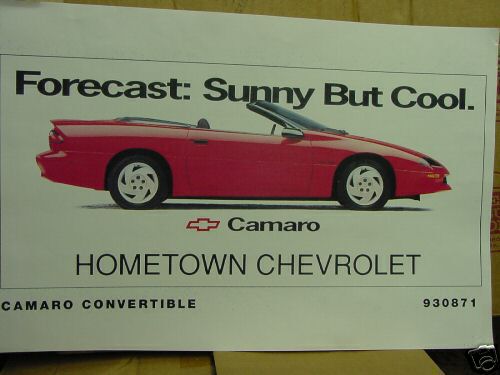 Forecast: Sunny But Cool.
Camaro
HOMETOWN CHEVROLET
CAMARO CONVERTIBLE 930871